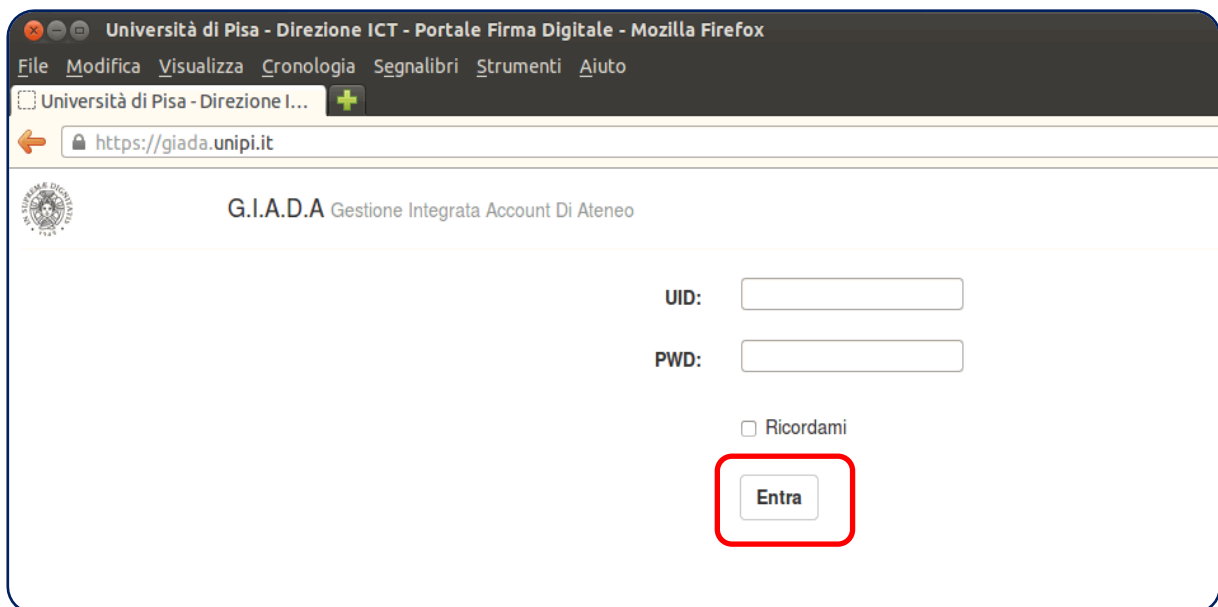 Università di Pisa - Direzione ICT - Portale Firma Digitale - Mozilla Firefox
File Modifica Visualizza Cronologia Segnalibri Strumenti Aiuto
Università di Pisa - Direzione I...
https://giada.unipi.it
G.I.A.D.A Gestione Integrata Account Di Ateneo
UID:
PWD:
Ricordami
Entra